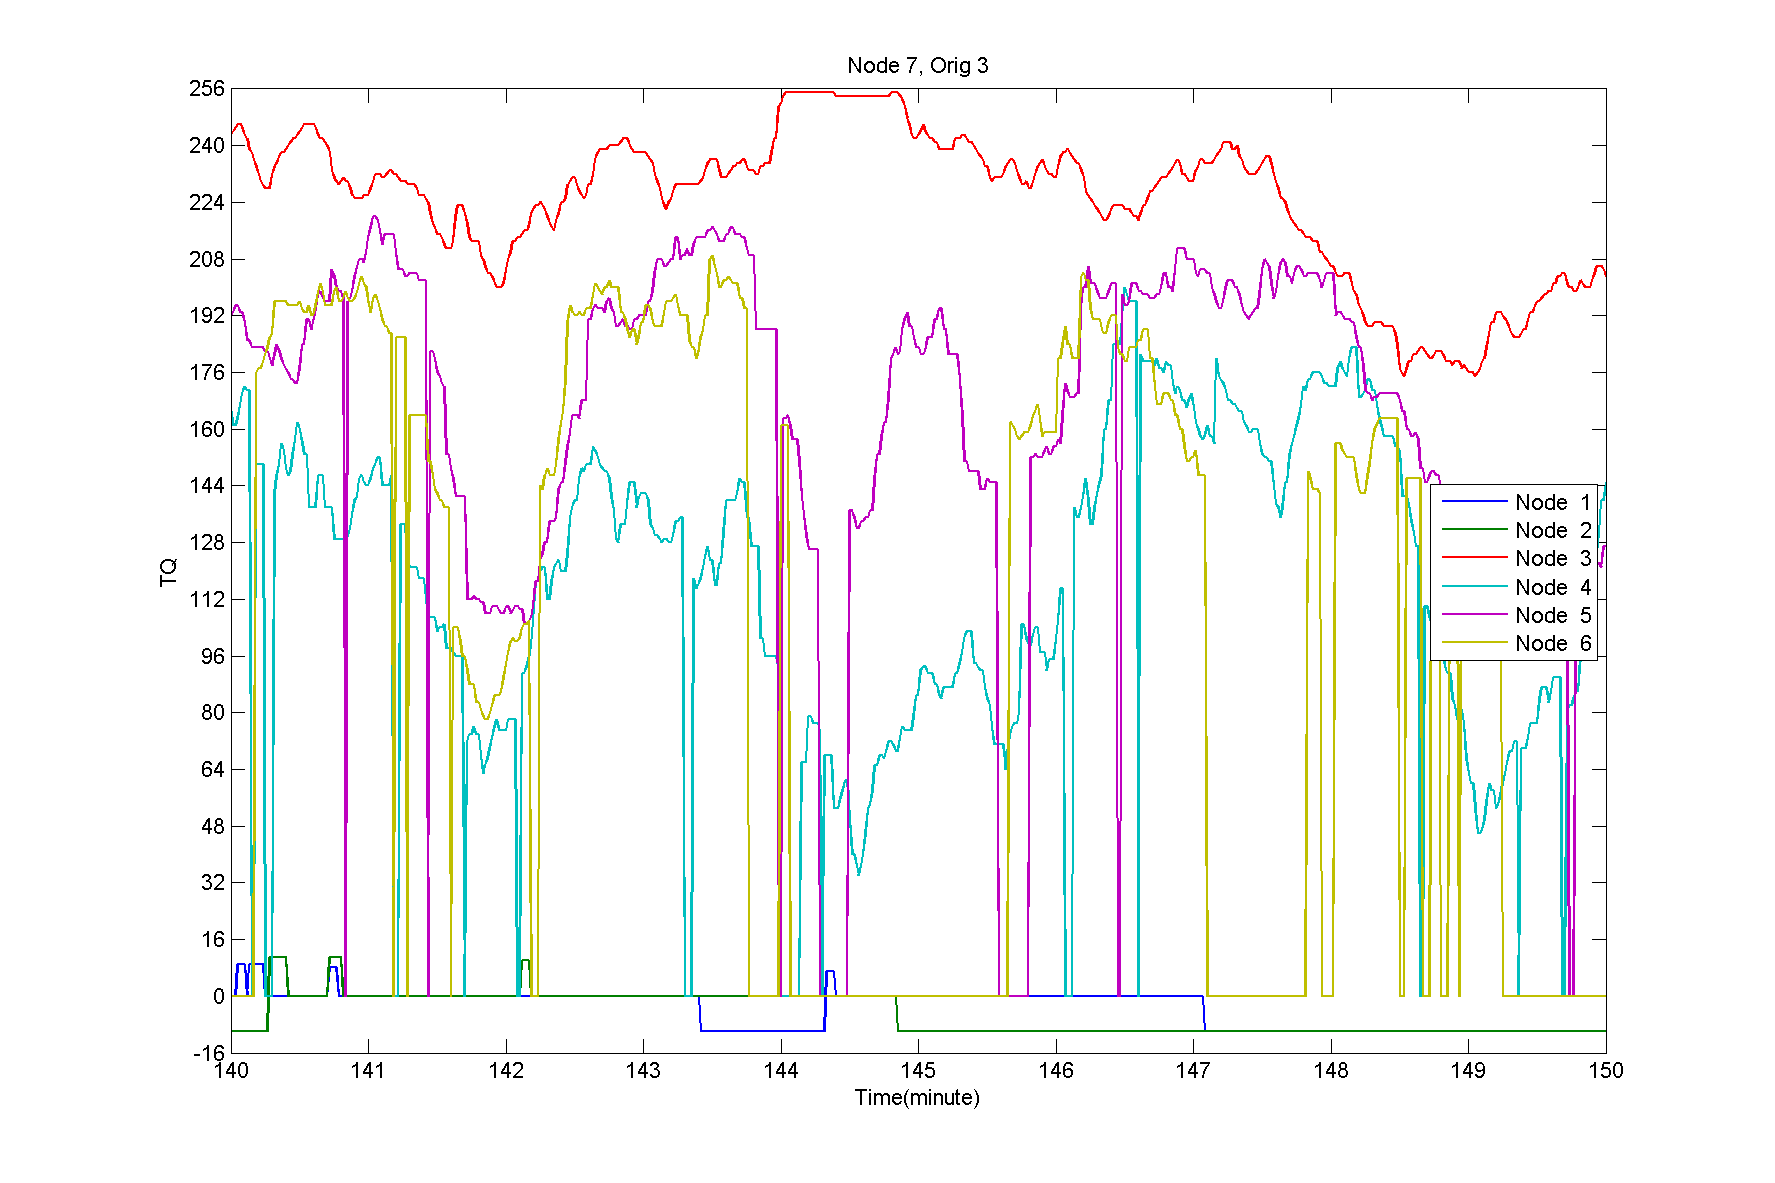 Node 7, Orig 3
256
240
224
208
192
176
160
144
128
112
96
80
64
48
32
16
0
-16
TQ
140 141 142 143 144 145 146 147 148 149 150
Time(minute)
Node 1
Node 2
Node 3
Node 4
Node 5
Node 6